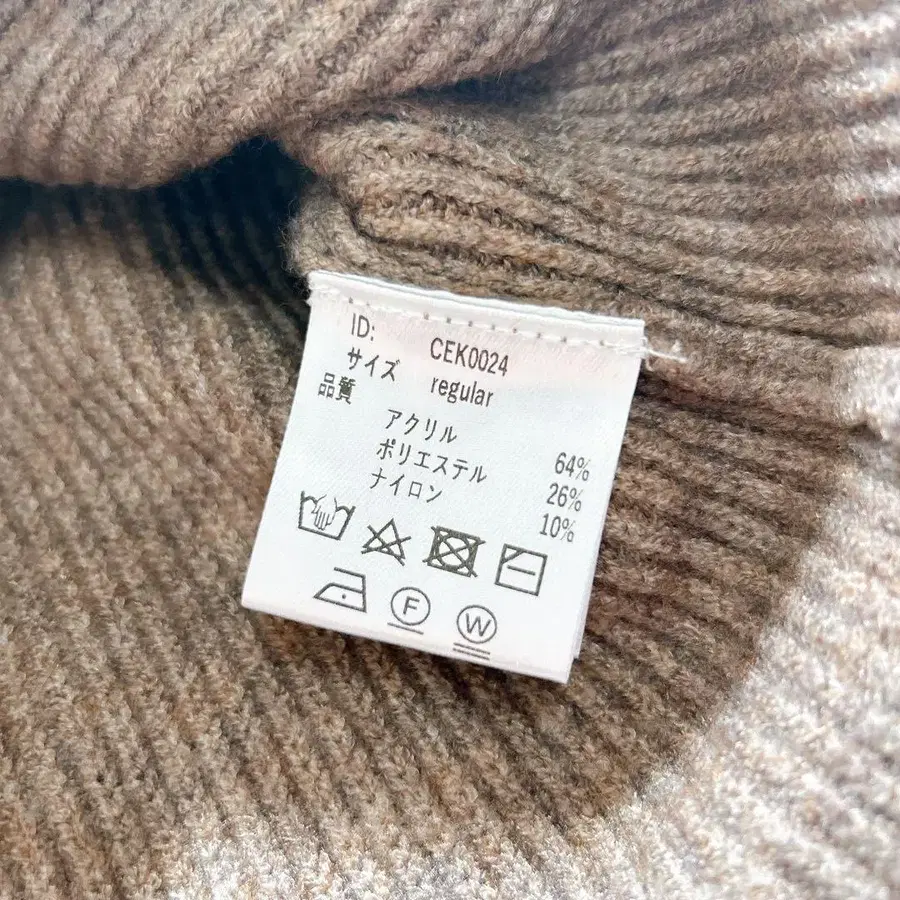 ID: CEK0024
サイズ regular
品質
アクリル 64%
ポリエステル 26%
ナイロン 10%
F
W